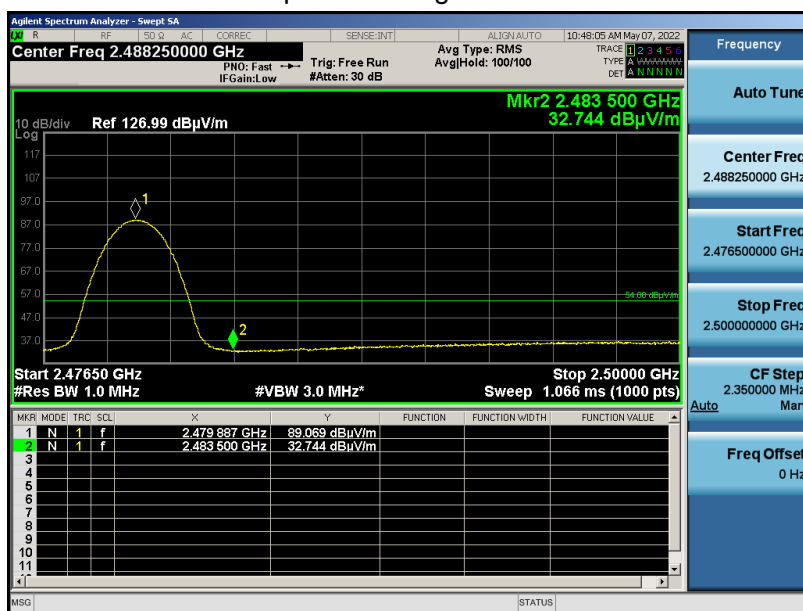 Agilent Spectrum Analyzer - Swept SA
LXI R RF 50 Ω AC CORREC SENSE:INT ALIGN AUTO 10:48:05 AM May 07, 2022
Center Freq 2.488250000 GHz
PNO: Fast
IFGain:Low
Trig: Free Run
#Atten: 30 dB
Avg Type: RMS
Avg|Hold: 100/100
TRACE 1 2 3 4 5 6
TYPE A WWWWW
DET A N N N N N
Mkr2 2.483 500 GHz
32.744 dBµV/m
10 dB/div Ref 126.99 dBµV/m
Log
117
107
97.0
87.0
77.0
67.0
57.0
47.0
37.0
1
2
54.00 dBµV/m
Start 2.47650 GHz Stop 2.50000 GHz
#Res BW 1.0 MHz #VBW 3.0 MHz* Sweep 1.066 ms (1000 pts)
MKR MODE TRC SCL X Y FUNCTION FUNCTION WIDTH FUNCTION VALUE
1 N 1 f 2.479 887 GHz 89.069 dBµV/m
2 N 1 f 2.483 500 GHz 32.744 dBµV/m
3
4
5
6
7
8
9
10
11
MSG STATUS
Frequency
Auto Tune
Center Freq
2.488250000 GHz
Start Freq
2.476500000 GHz
Stop Freq
2.500000000 GHz
CF Step
2.350000 MHz
Auto Man
Freq Offset
0 Hz